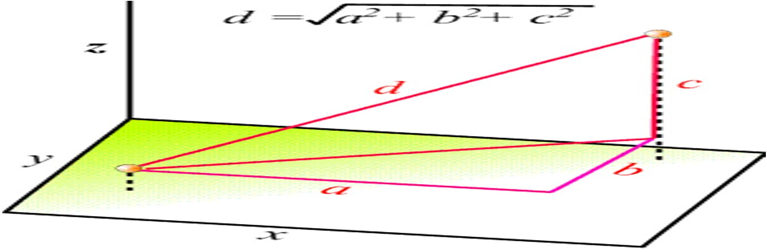 d = √a² + b² + c²
z
d
c
y
b
a
x